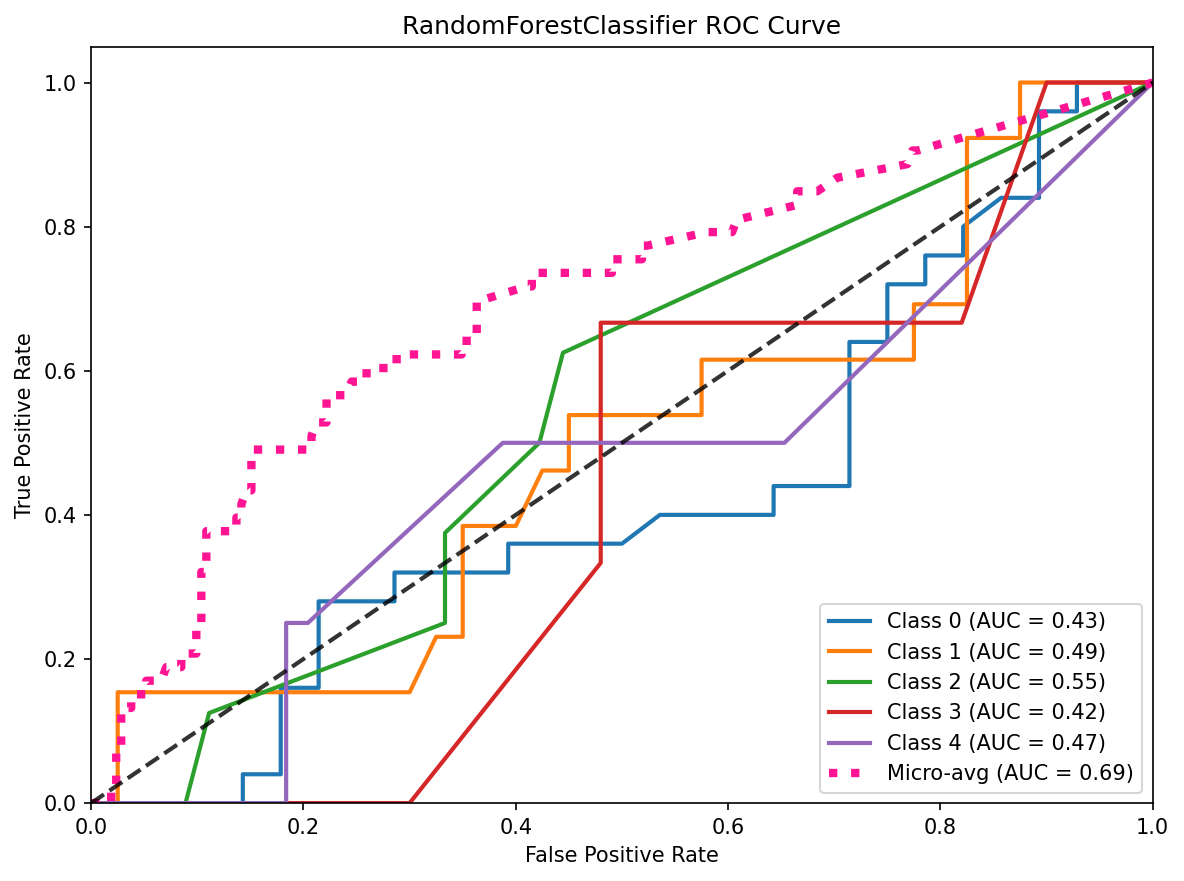 RandomForestClassifier ROC Curve
True Positive Rate
1.0
0.8
0.6
0.4
0.2
0.0
Class 0 (AUC = 0.43)
Class 1 (AUC = 0.49)
Class 2 (AUC = 0.55)
Class 3 (AUC = 0.42)
Class 4 (AUC = 0.47)
Micro-avg (AUC = 0.69)
0.0 0.2 0.4 0.6 0.8 1.0
False Positive Rate